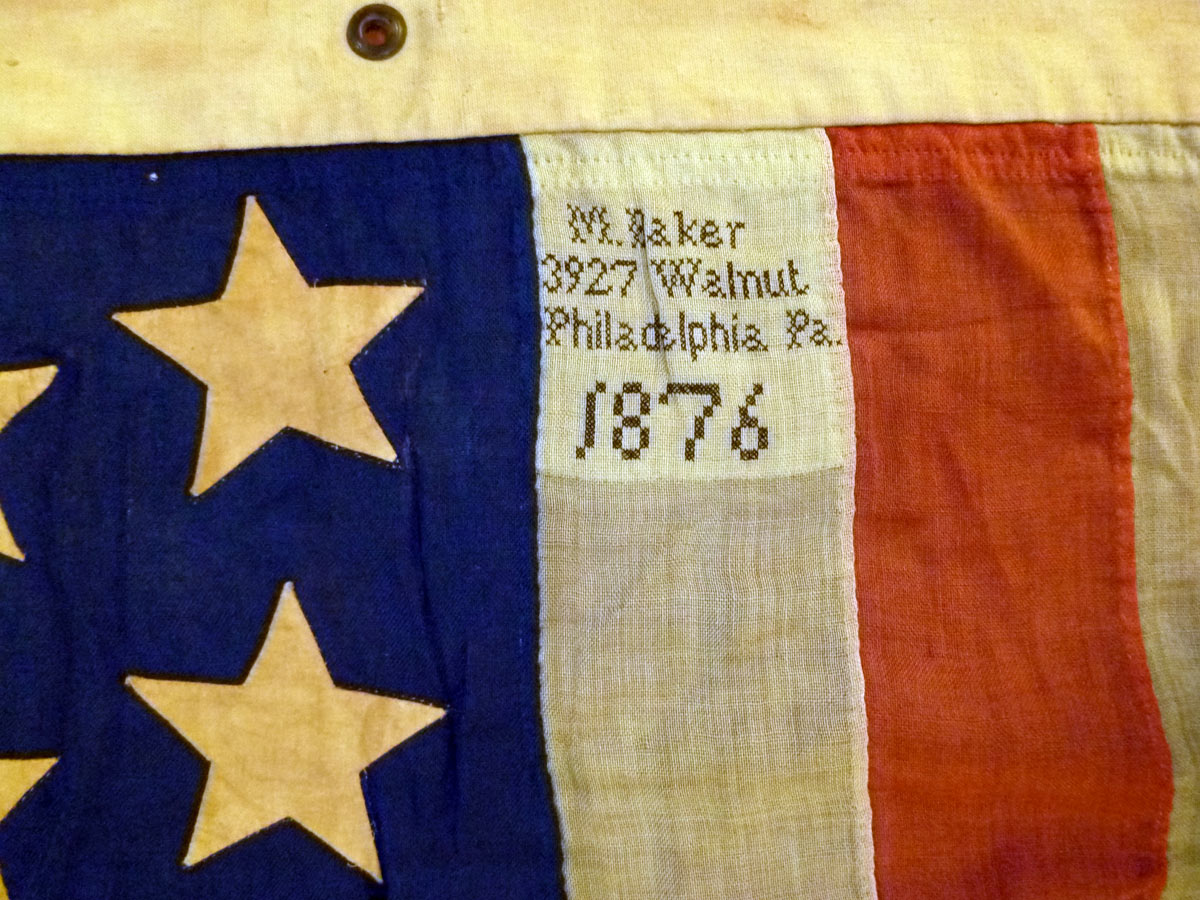 M. Baker
3927 Walnut
Philadelphia Pa.
1876